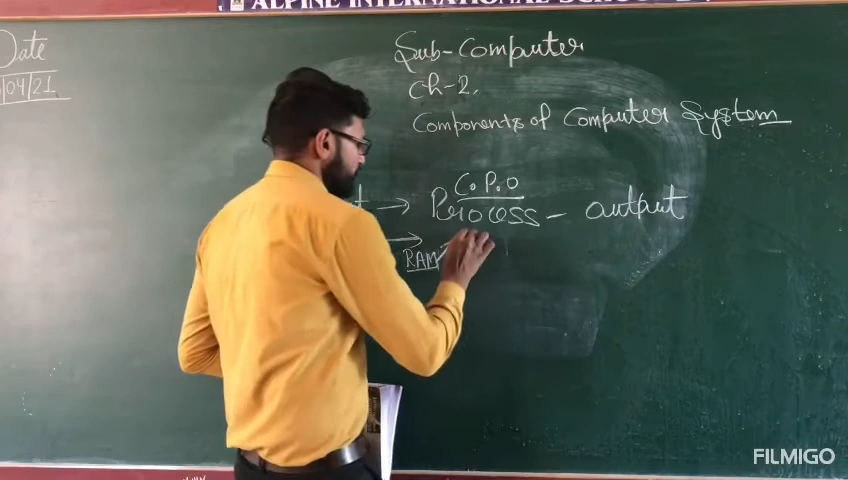 ALPINE INTERNATIONAL SCHOOL
Date
/04/21
Sub-Computer
Ch-2,
Components of Computer System
C.P.O
t → Process - output
→
RAM
FILMIGO